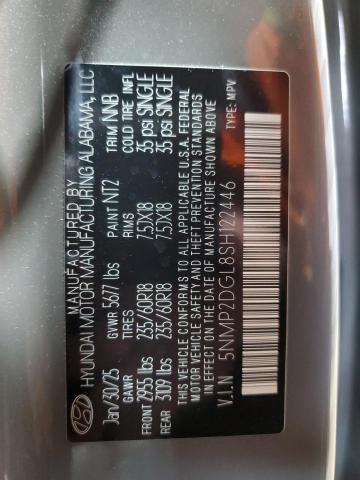 MANUFACTURED BY
HYUNDAI MOTOR MANUFACTURING ALABAMA, LLC
Jan/30/25 GVWR 5677 lbs PAINT NT2 TRIM NNB
GAWR TIRES RIMS COLD TIRE INFL
FRONT 2935 lbs 235/60R18 7.5JX18 35 PSI SINGLE
REAR 3109 lbs 235/60R18 7.5JX18 35 PSI SINGLE
THIS VEHICLE CONFORMS TO ALL APPLICABLE U.S.A. FEDERAL
MOTOR VEHICLE SAFETY AND THEFT PREVENTION STANDARDS
IN EFFECT ON THE DATE OF MANUFACTURE SHOWN ABOVE
V.I.N 5NMP2DGL8SH122446 TYPE: MPV